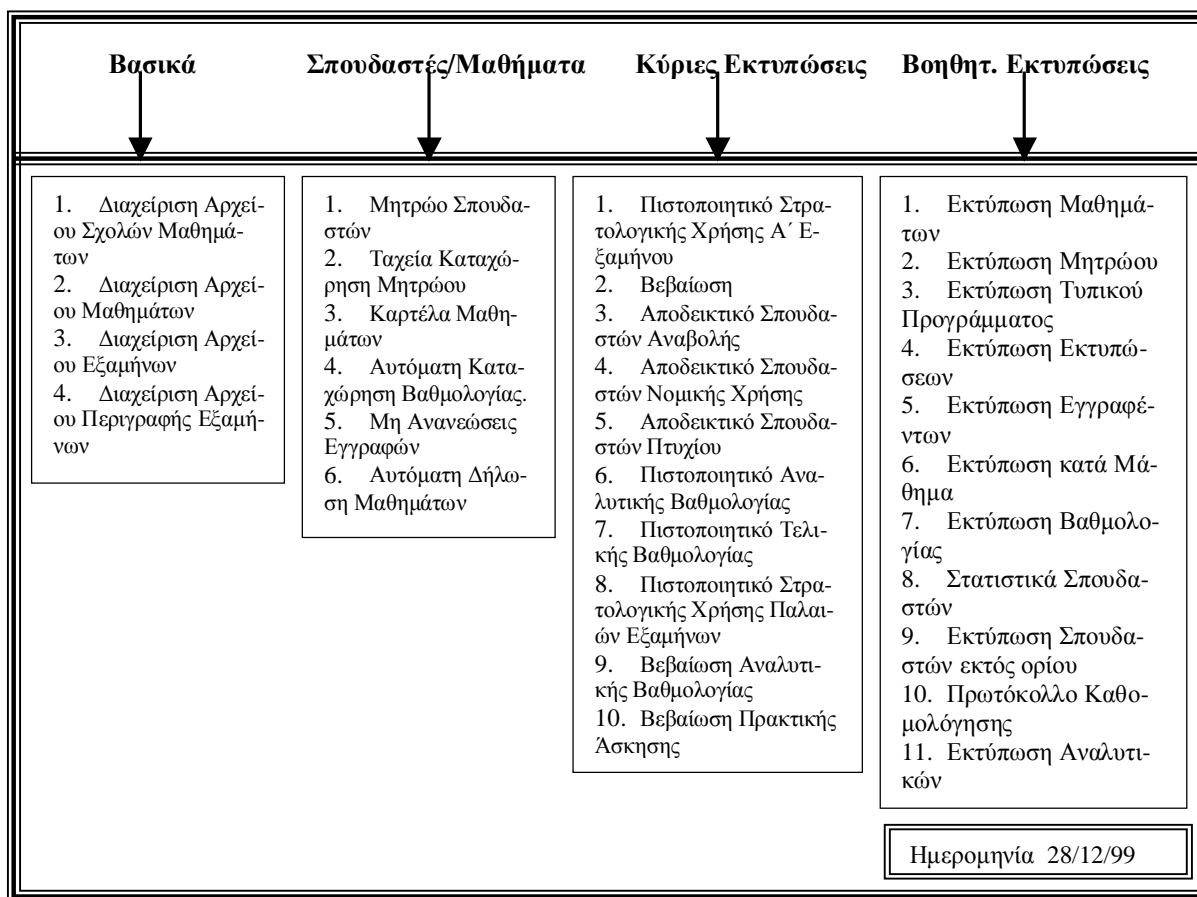 Βασικά
Σπουδαστές/Μαθήματα
Κύριες Εκτυπώσεις
Βοηθητ. Εκτυπώσεις
1. Διαχείριση Αρχεί-
ου Σχολών Μαθημά-
των
2. Διαχείριση Αρχεί-
ου Μαθημάτων
3. Διαχείριση Αρχεί-
ου Εξαμήνων
4. Διαχείριση Αρχεί-
ου Περιγραφής Εξαμή-
νων
1. Μητρώο Σπουδα-
στών
2. Ταχεία Καταχώ-
ρηση Μητρώου
3. Καρτέλα Μαθη-
μάτων
4. Αυτόματη Κατα-
χώρηση Βαθμολογίας.
5. Μη Ανανεώσεις
Εγγραφών
6. Αυτόματη Δήλω-
ση Μαθημάτων
1. Πιστοποιητικό Στρα-
τολογικής Χρήσης Α΄ Ε-
ξαμήνου
2. Βεβαίωση
3. Αποδεικτικό Σπουδα-
στών Αναβολής
4. Αποδεικτικό Σπουδα-
στών Νομικής Χρήσης
5. Αποδεικτικό Σπουδα-
στών Πτυχίου
6. Πιστοποιητικό Ανα-
λυτικής Βαθμολογίας
7. Πιστοποιητικό Τελι-
κής Βαθμολογίας
8. Πιστοποιητικό Στρα-
τολογικής Χρήσης Παλαι-
ών Εξαμήνων
9. Βεβαίωση Αναλυτι-
κής Βαθμολογίας
10. Βεβαίωση Πρακτικής
Άσκησης
1. Εκτύπωση Μαθημά-
των
2. Εκτύπωση Μητρώου
3. Εκτύπωση Τυπικού
Προγράμματος
4. Εκτύπωση Εκτυπώ-
σεων
5. Εκτύπωση Εγγραφέ-
ντων
6. Εκτύπωση κατά Μά-
θημα
7. Εκτύπωση Βαθμολο-
γίας
8. Στατιστικά Σπουδα-
στών
9. Εκτύπωση Σπουδα-
στών εκτός ορίου
10. Πρωτόκολλο Καθο-
μολόγησης
11. Εκτύπωση Αναλυτι-
κών
Ημερομηνία 28/12/99